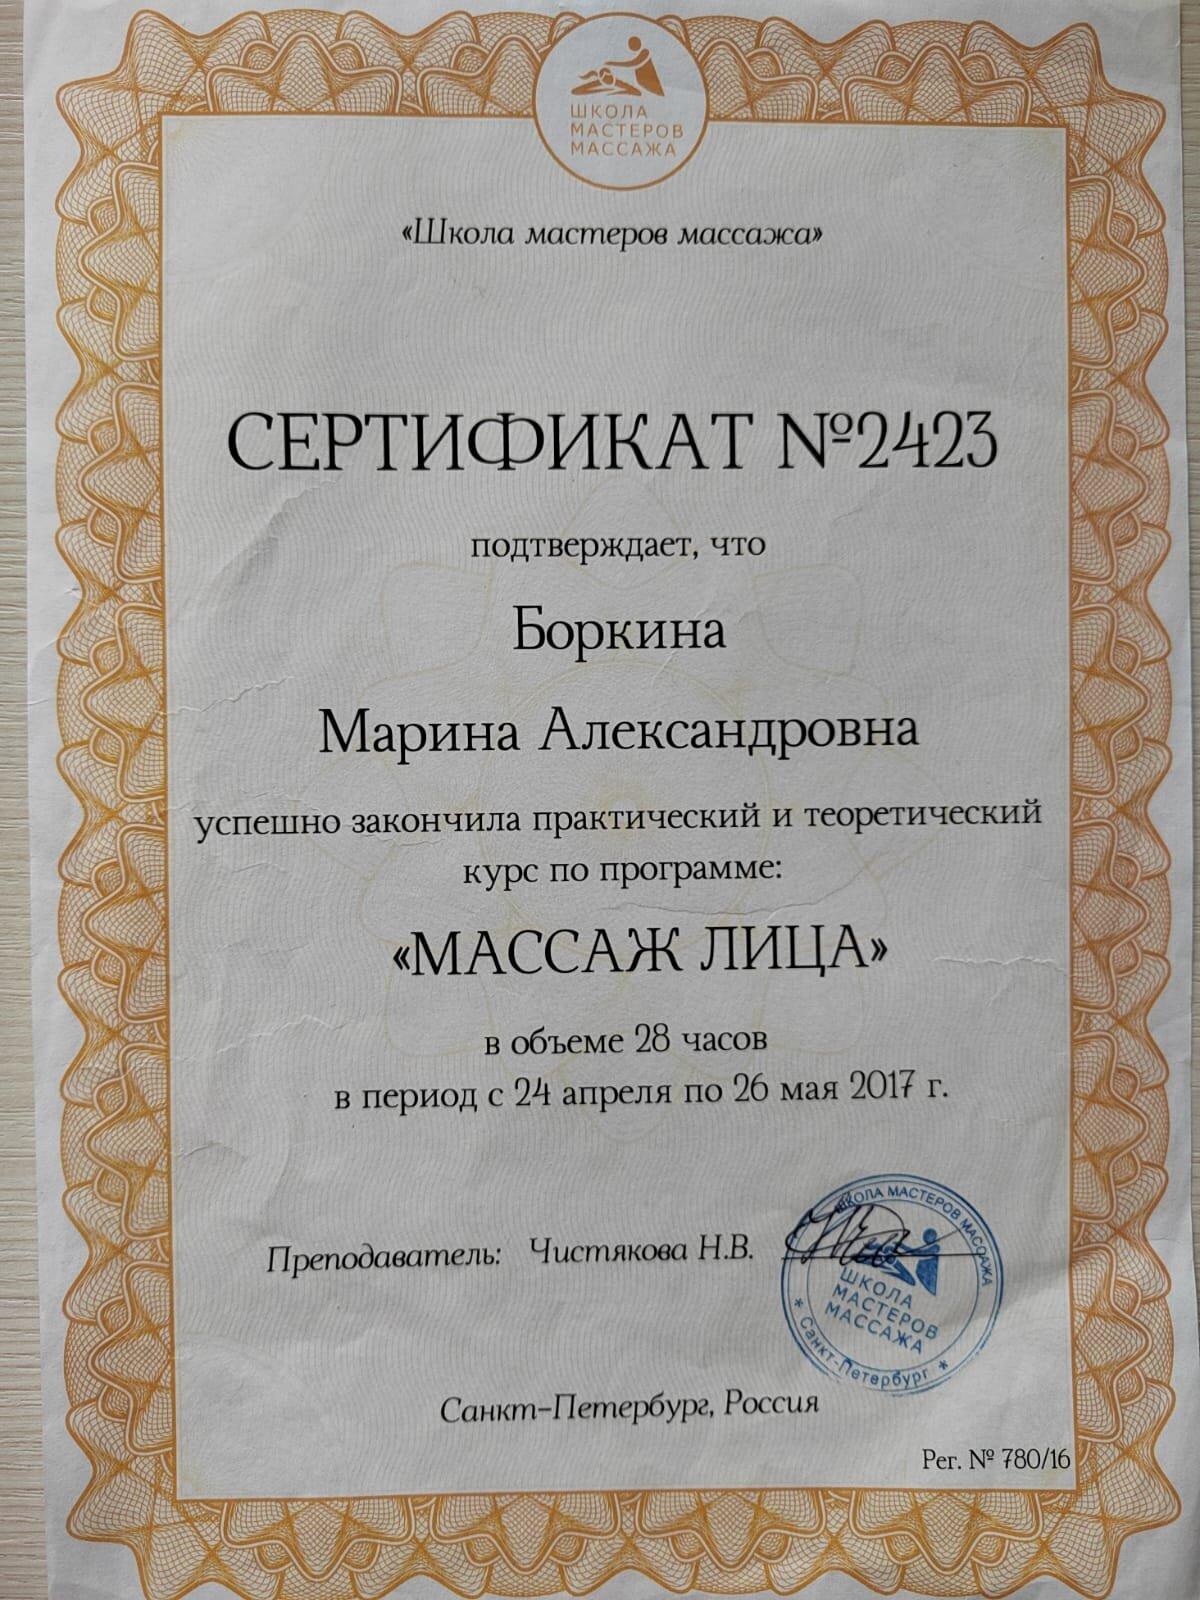 ШКОЛА
МАСТЕРОВ
МАССАЖА
«Школа мастеров массажа»
СЕРТИФИКАТ №2423
подтверждает, что
Боркина
Марина Александровна
успешно закончила практический и теоретический
курс по программе:
«МАССАЖ ЛИЦА»
в объеме 28 часов
в период с 24 апреля по 26 мая 2017 г.
Преподаватель: Чистякова Н.В.
ШКОЛА МАСТЕРОВ МАССАЖА
ШКОЛА
МАСТЕРОВ
МАССАЖА
* Санкт-Петербург *
Санкт-Петербург, Россия
Рег. № 780/16